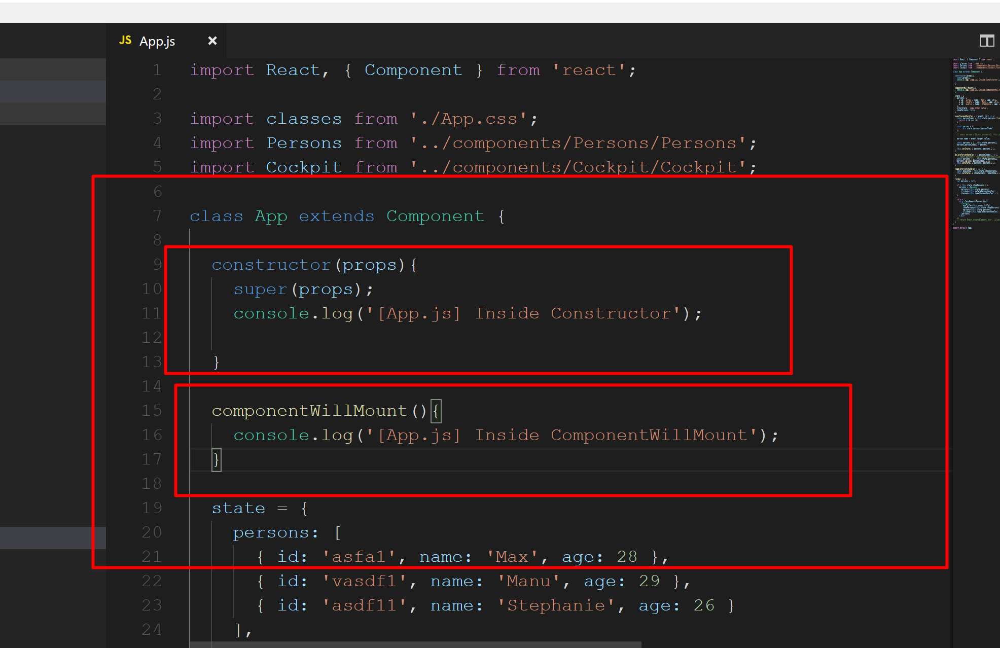 JS App.js
1 import React, { Component } from 'react';
2
3 import classes from './App.css';
4 import Persons from '../components/Persons/Persons';
5 import Cockpit from '../components/Cockpit/Cockpit';
6
7 class App extends Component {
8
9 constructor(props){
10 super(props);
11 console.log('[App.js] Inside Constructor');
12
13 }
14
15 componentWillMount(){
16 console.log('[App.js] Inside ComponentWillMount');
17 }
18
19 state = {
20 persons: [
21 { id: 'asfa1', name: 'Max', age: 28 },
22 { id: 'vasdf1', name: 'Manu', age: 29 },
23 { id: 'asdf11', name: 'Stephanie', age: 26 }
24 ],